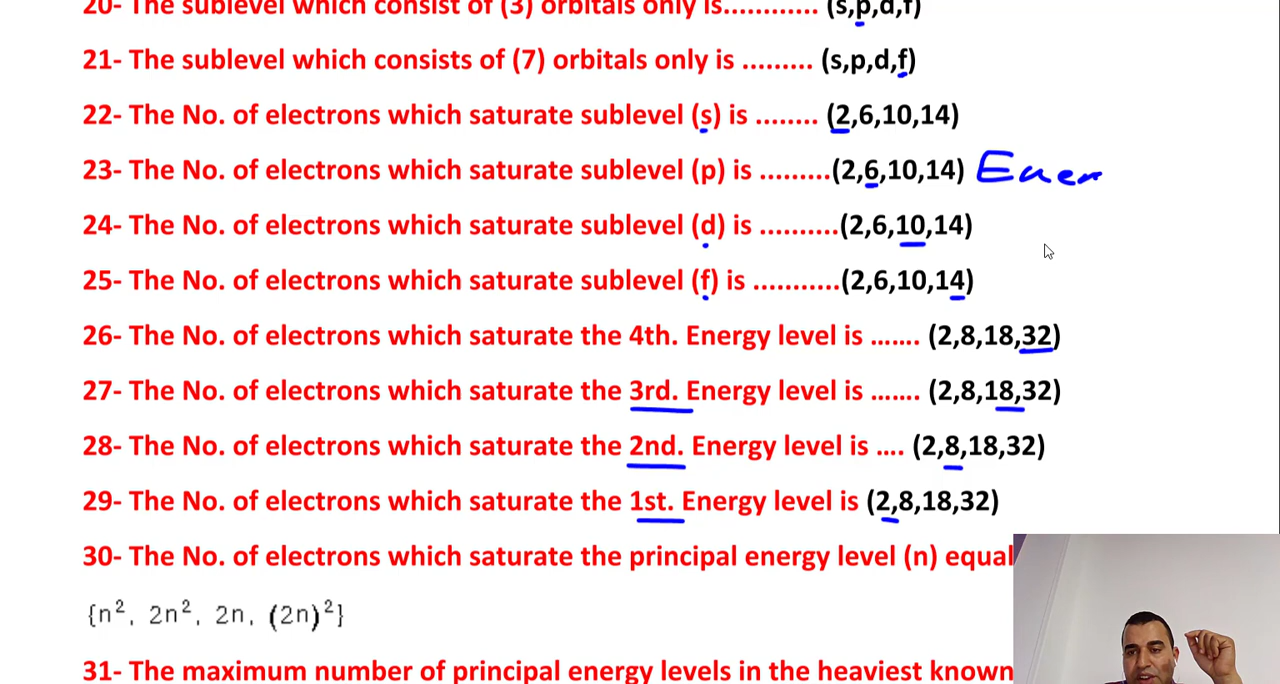 20- The sublevel which consist of (3) orbitals only is............ (s,p,d,f)
21- The sublevel which consists of (7) orbitals only is ......... (s,p,d,f)
22- The No. of electrons which saturate sublevel (s) is ........ (2,6,10,14)
23- The No. of electrons which saturate sublevel (p) is .........(2,6,10,14) Ener
24- The No. of electrons which saturate sublevel (d) is ..........(2,6,10,14)
25- The No. of electrons which saturate sublevel (f) is ...........(2,6,10,14)
26- The No. of electrons which saturate the 4th. Energy level is ....... (2,8,18,32)
27- The No. of electrons which saturate the 3rd. Energy level is ....... (2,8,18,32)
28- The No. of electrons which saturate the 2nd. Energy level is .... (2,8,18,32)
29- The No. of electrons which saturate the 1st. Energy level is (2,8,18,32)
30- The No. of electrons which saturate the principal energy level (n) equal
{n², 2n², 2n, (2n)²}
31- The maximum number of principal energy levels in the heaviest known